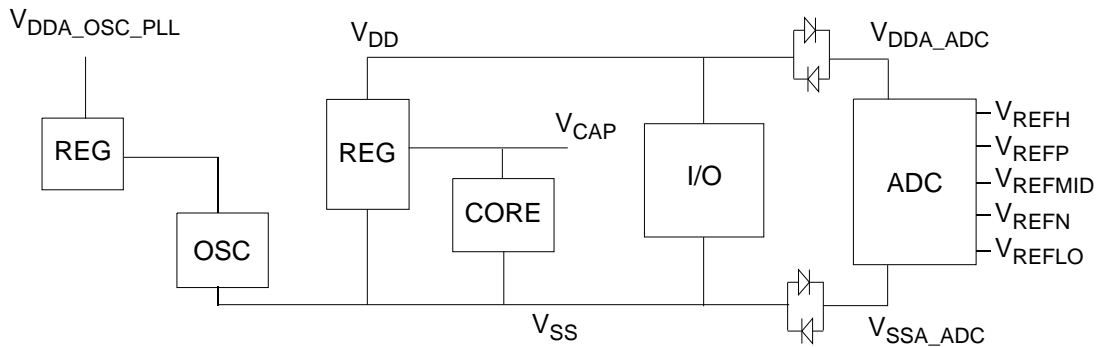 VDDA_OSC_PLL
VDD
VDDA_ADC
REG
REG
VCAP
CORE
I/O
ADC
VREFH
VREFP
VREFMID
VREFN
VREFLO
OSC
VSS
VSSA_ADC